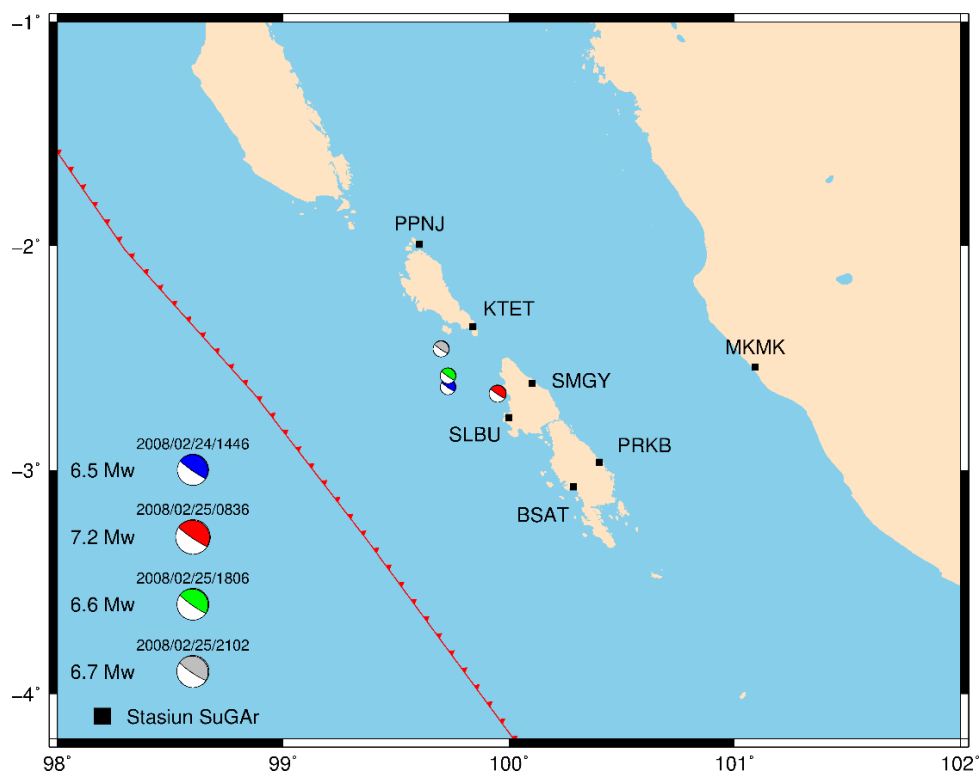 −1°
−2°
PPNJ
KTET
MKMK
SMGY
SLBU
2008/02/24/1446
PRKB
6.5 Mw
−3°
BSAT
2008/02/25/0836
7.2 Mw
2008/02/25/1806
6.6 Mw
2008/02/25/2102
6.7 Mw
−4°
Stasiun SuGAr
98° 99° 100° 101° 102°